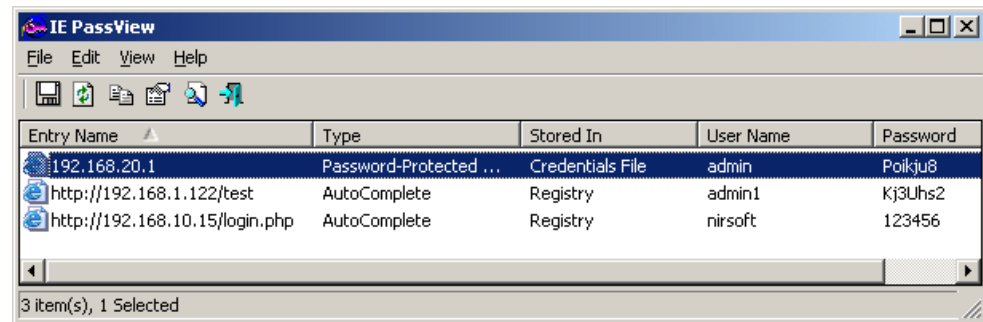 IE PassView
File Edit View Help
Entry Name Type Stored In User Name Password
192.168.20.1 Password-Protected ... Credentials File admin Poikju8
http://192.168.1.122/test AutoComplete Registry admin1 Kj3Uhs2
http://192.168.10.15/login.php AutoComplete Registry nirsoft 123456
3 item(s), 1 Selected